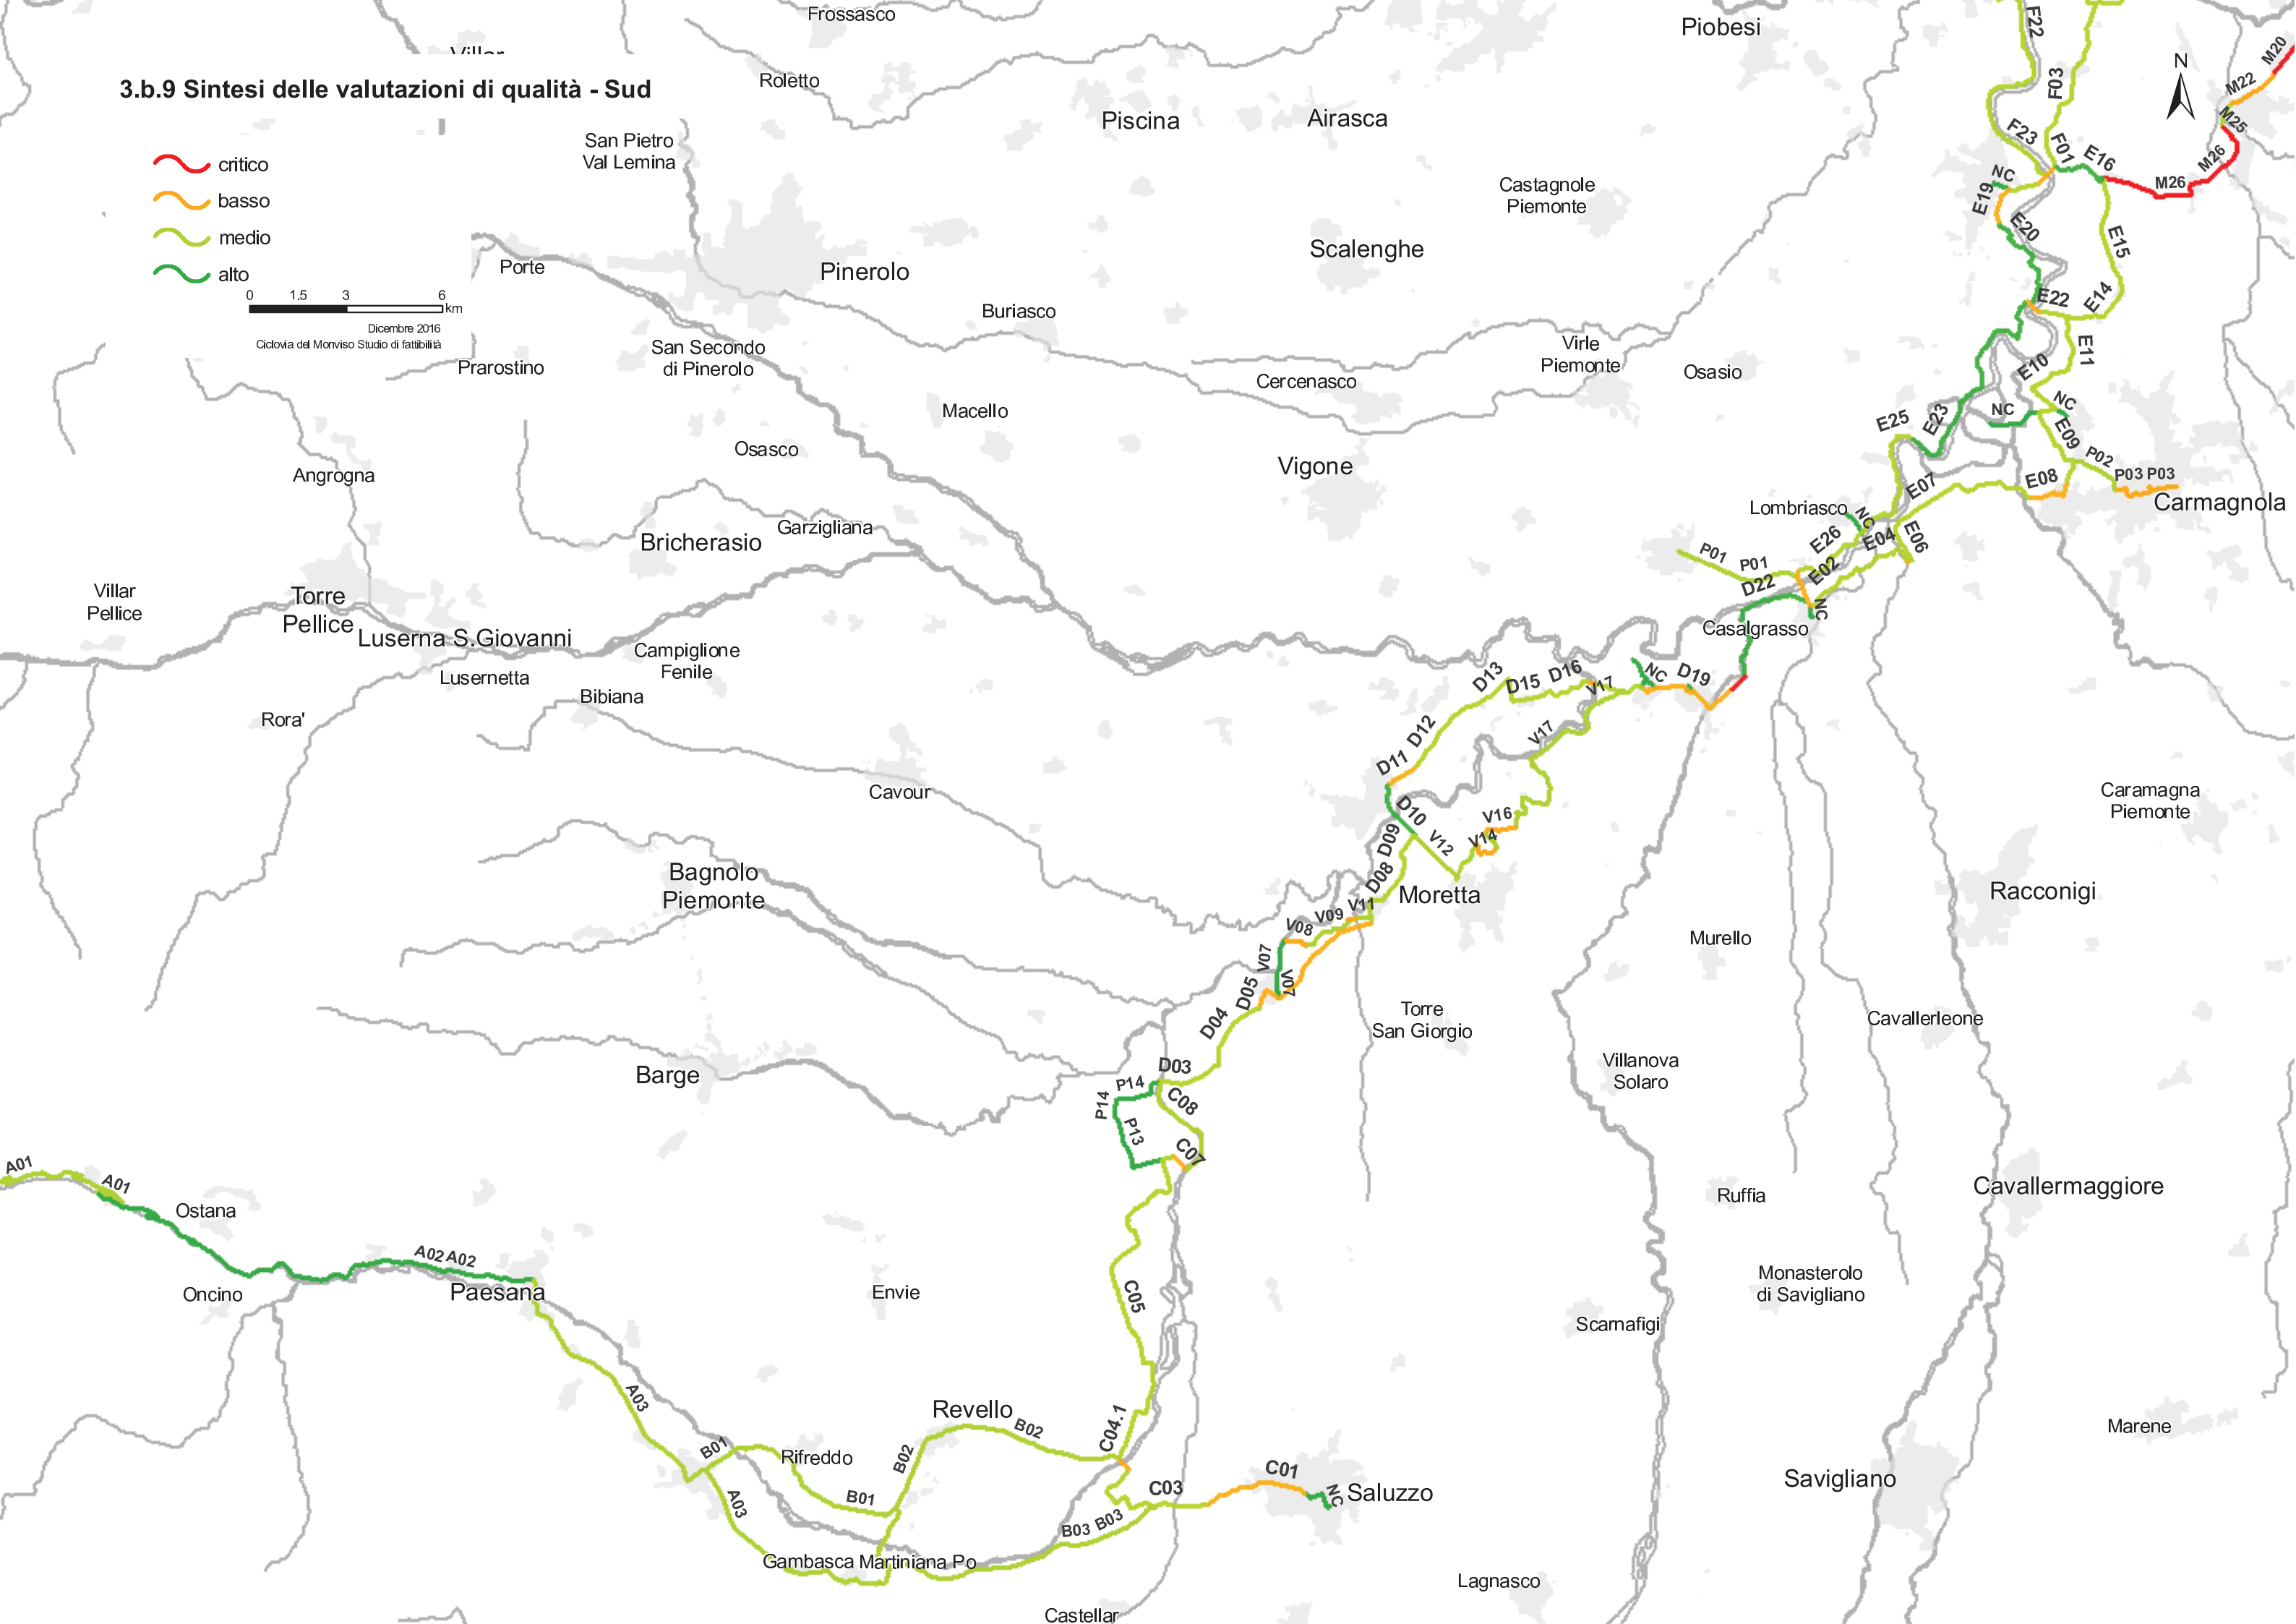 Frossasco
Piobesi
Villar
3.b.9 Sintesi delle valutazioni di qualità - Sud
Roletto
critico
basso
medio
alto
0 1.5 3 6
km
Dicembre 2016
Ciclovia del Monviso Studio di fattibilità
N
F22
F03
M20
M22
M25
M26
M26
F23
F01
E16
NC
E19
E20
E15
E22
E14
E11
E10
NC
NC
E25
E23
E09
P02
P03 P03
E08
E07
Carmagnola
San Pietro
Val Lemina
Piscina
Airasca
Castagnole
Piemonte
Scalenghe
Porte
Pinerolo
Buriasco
San Secondo
di Pinerolo
Prarostino
Virle
Piemonte
Osasio
Cercenasco
Macello
Osasco
Vigone
Angrogna
Garzigliana
Bricherasio
Lombriasco
NC
E26
E04
E06
P01
P01
E02
D22
NC
Casalgrasso
Villar
Pellice
Torre
Pellice
Luserna S.Giovanni
Campiglione
Fenile
Lusernetta
Bibiana
Rora'
D13
D15
D16
V17
NC
D19
D12
V17
D11
Cavour
D10
V16
V14
V12
D09
D08
Moretta
Caramagna
Piemonte
Racconigi
Bagnolo
Piemonte
V11
V09
V08
V07
V07
D05
D04
Murello
Torre
San Giorgio
Cavallerleone
Villanova
Solaro
Barge
D03
P14
P14
C08
P13
C07
A01
A01
Ostana
Ruffia
Cavallermaggiore
A02 A02
Oncino
Paesana
Envie
C05
Monasterolo
di Savigliano
Scarnafigi
A03
Revello
B02
C04.1
Marene
B01
Rifreddo
B02
C01
Savigliano
B01
A03
C03
NC
Saluzzo
B03 B03
Gambasca Martiniana Po
Lagnasco
Castellar